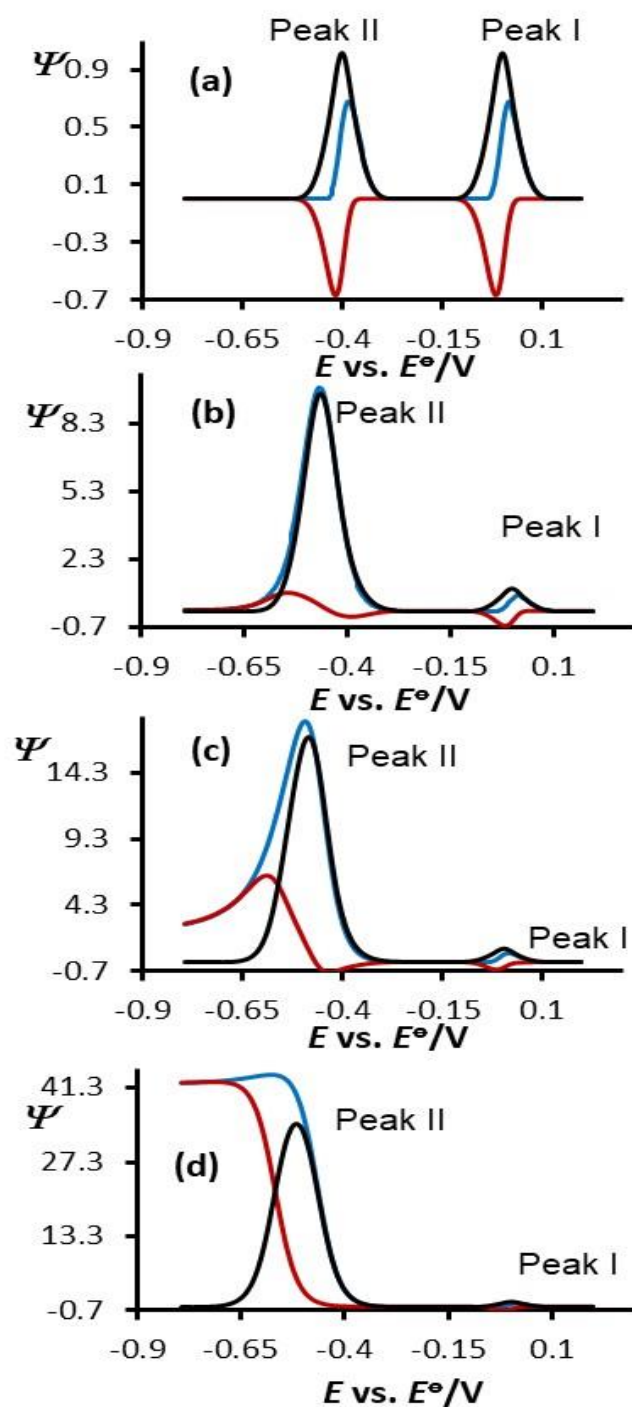 Peak II Peak I
Ψ 0.9 (a)
0.5
0.1
-0.3
-0.7
-0.9 -0.65 -0.4 -0.15 0.1
E vs. E⦵/V
Ψ 8.3 (b) Peak II
5.3
Peak I
2.3
-0.7
-0.9 -0.65 -0.4 -0.15 0.1
E vs. E⦵/V
Ψ (c) Peak II
14.3
9.3
4.3
Peak I
-0.7
-0.9 -0.65 -0.4 -0.15 0.1
E vs. E⦵/V
41.3
Ψ Peak II
27.3 (d)
13.3
Peak I
-0.7
-0.9 -0.65 -0.4 -0.15 0.1
E vs. E⦵/V